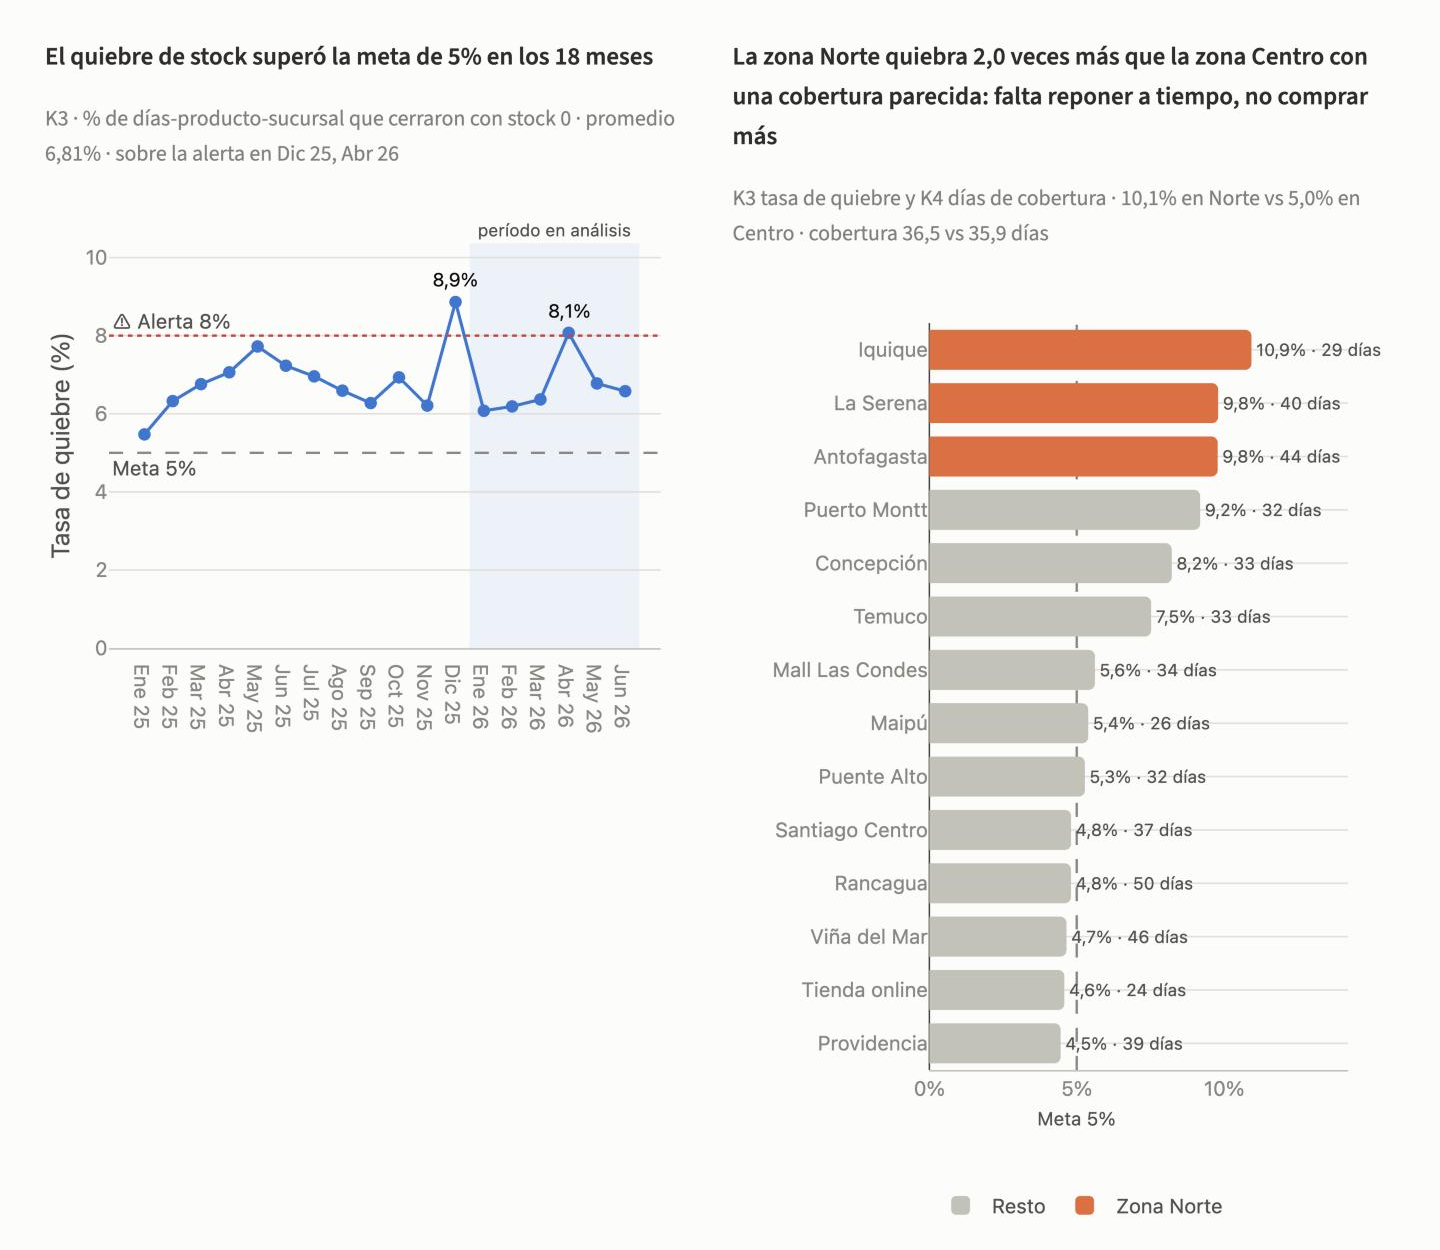 El quiebre de stock superó la meta de 5% en los 18 meses
K3 · % de días-producto-sucursal que cerraron con stock 0 · promedio
6,81% · sobre la alerta en Dic 25, Abr 26
período en análisis
10
8
6
4
2
0
Tasa de quiebre (%)
⚠ Alerta 8%
Meta 5%
8,9%
8,1%
Ene 25
Feb 25
Mar 25
Abr 25
May 25
Jun 25
Jul 25
Ago 25
Sep 25
Oct 25
Nov 25
Dic 25
Ene 26
Feb 26
Mar 26
Abr 26
May 26
Jun 26
La zona Norte quiebra 2,0 veces más que la zona Centro con
una cobertura parecida: falta reponer a tiempo, no comprar
más
K3 tasa de quiebre y K4 días de cobertura · 10,1% en Norte vs 5,0% en
Centro · cobertura 36,5 vs 35,9 días
Iquique 10,9% · 29 días
La Serena 9,8% · 40 días
Antofagasta 9,8% · 44 días
Puerto Montt 9,2% · 32 días
Concepción 8,2% · 33 días
Temuco 7,5% · 33 días
Mall Las Condes 5,6% · 34 días
Maipú 5,4% · 26 días
Puente Alto 5,3% · 32 días
Santiago Centro 4,8% · 37 días
Rancagua 4,8% · 50 días
Viña del Mar 4,7% · 46 días
Tienda online 4,6% · 24 días
Providencia 4,5% · 39 días
0% 5% 10%
Meta 5%
Resto Zona Norte